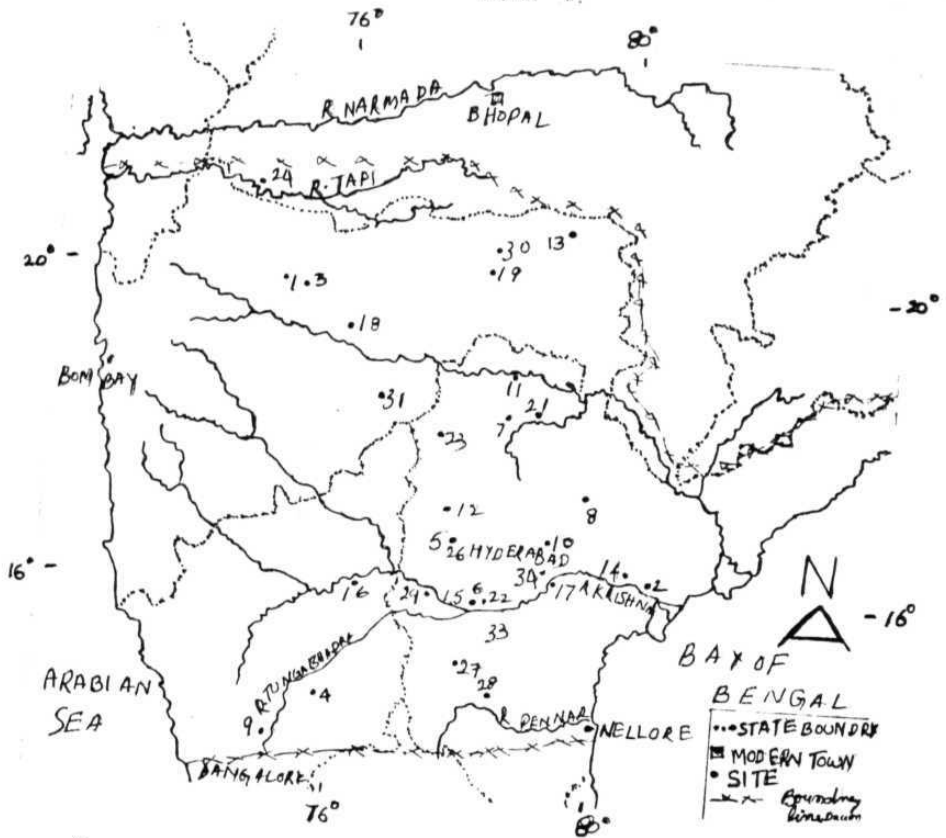 76°
80°
R NARMADA
BHOPAL
24
R. TAPI
20°
30
13
19
1
3
20°
18
BOMBAY
11
31
21
7
23
12
8
5
26 HYDERABAD
10
16°
34
14
16
29
15
6
22
17
R KRISHNA
2
N
33
16°
R TUNGABHADRA
27
BAY OF
BENGAL
ARABIAN
SEA
4
28
9
R PENNAR
NELLORE
STATE BOUNDRY
MODERN TOWN
SITE
Boundary
BANGALORE
76°
80°